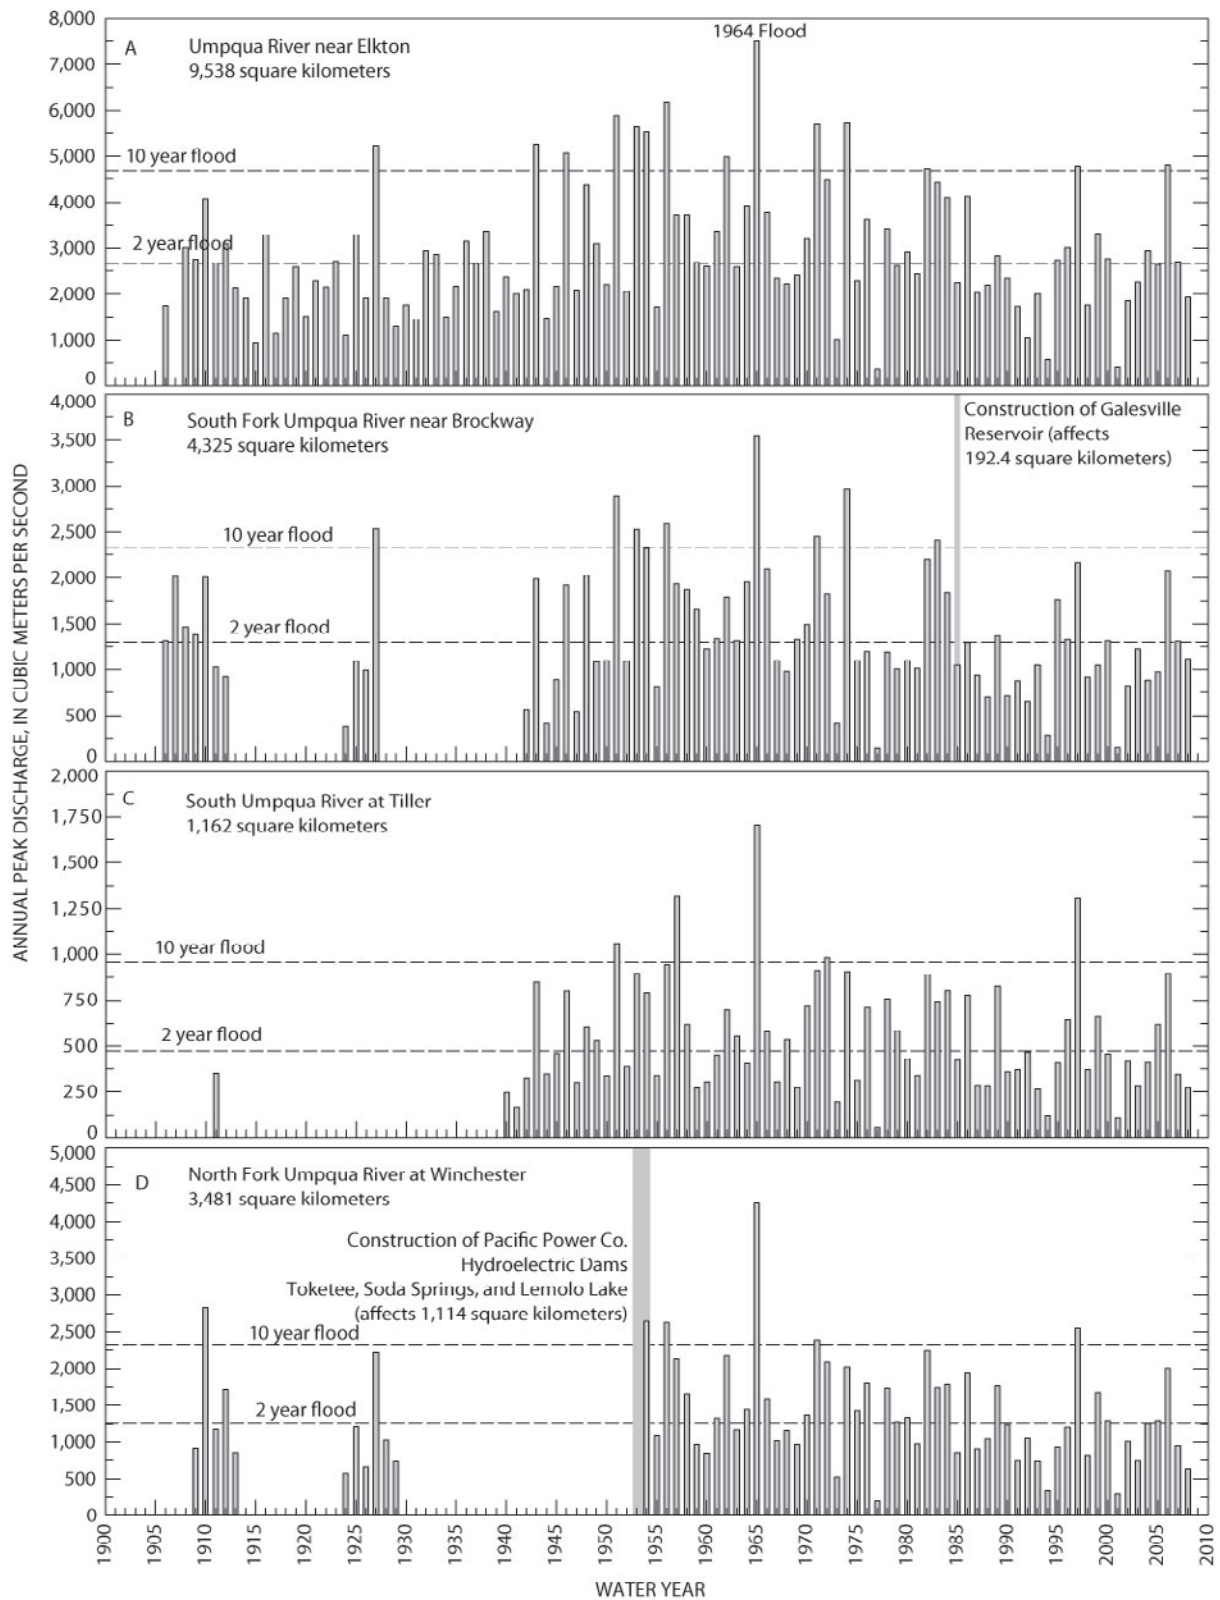 ANNUAL PEAK DISCHARGE, IN CUBIC METERS PER SECOND
8,000
7,000
6,000
5,000
4,000
3,000
2,000
1,000
0
A
Umpqua River near Elkton
9,538 square kilometers
1964 Flood
10 year flood
2 year flood
4,000
3,500
3,000
2,500
2,000
1,500
1,000
500
0
B
South Fork Umpqua River near Brockway
4,325 square kilometers
Construction of Galesville
Reservoir (affects
192.4 square kilometers)
10 year flood
2 year flood
2,000
1,750
1,500
1,250
1,000
750
500
250
0
C
South Umpqua River at Tiller
1,162 square kilometers
10 year flood
2 year flood
5,000
4,500
4,000
3,500
3,000
2,500
2,000
1,500
1,000
500
0
D
North Fork Umpqua River at Winchester
3,481 square kilometers
Construction of Pacific Power Co.
Hydroelectric Dams
Toketee, Soda Springs, and Lemolo Lake
(affects 1,114 square kilometers)
10 year flood
2 year flood
1900 1905 1910 1915 1920 1925 1930 1935 1940 1945 1950 1955 1960 1965 1970 1975 1980 1985 1990 1995 2000 2005 2010
WATER YEAR